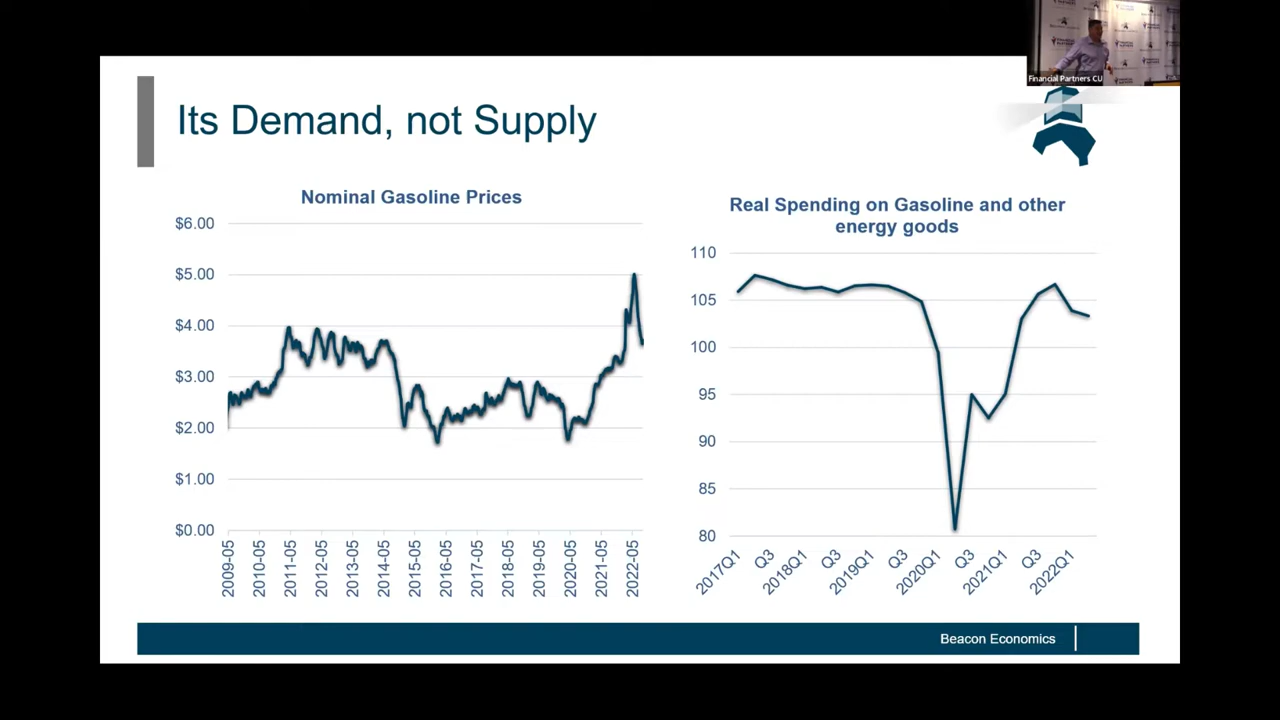 Financial Partners CU
Its Demand, not Supply
Nominal Gasoline Prices
$6.00
$5.00
$4.00
$3.00
$2.00
$1.00
$0.00
2009-05
2010-05
2011-05
2012-05
2013-05
2014-05
2015-05
2016-05
2017-05
2018-05
2019-05
2020-05
2021-05
2022-05
Real Spending on Gasoline and other
energy goods
110
105
100
95
90
85
80
2017Q1
Q3
2018Q1
Q3
2019Q1
Q3
2020Q1
Q3
2021Q1
Q3
2022Q1
Beacon Economics